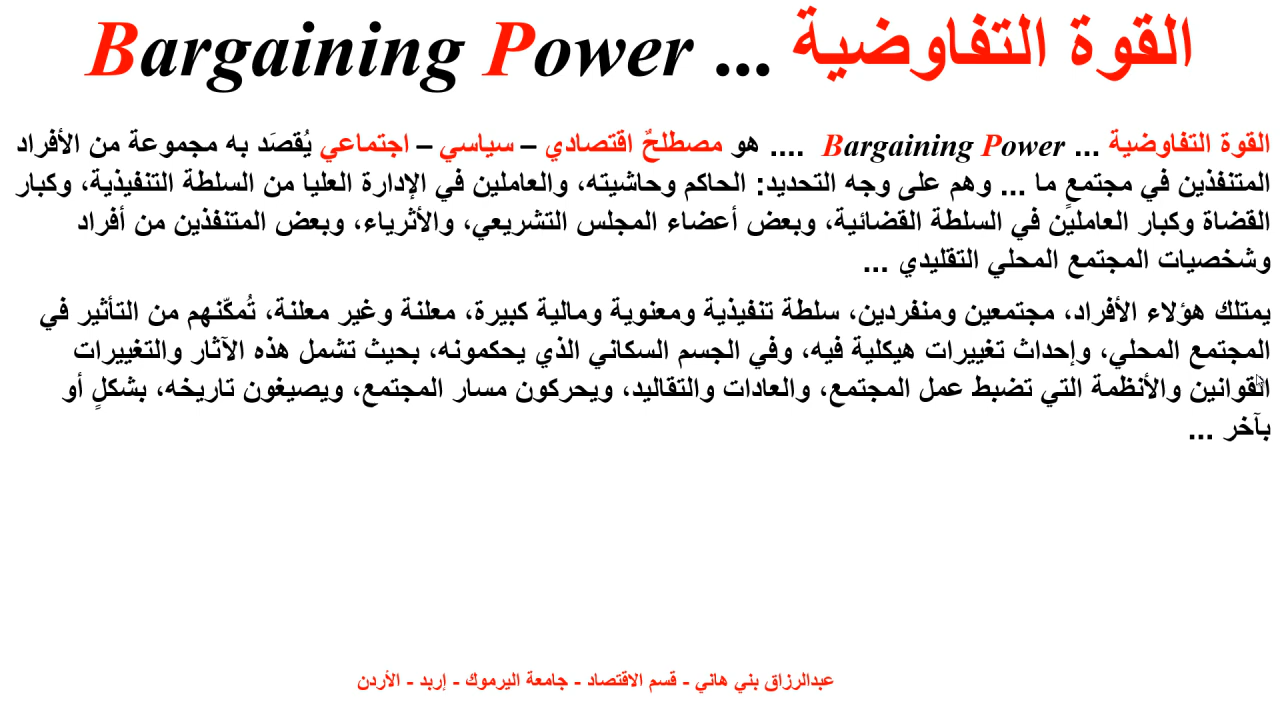 القوة التفاوضية ... Bargaining Power
القوة التفاوضية ... Bargaining Power .... هو مصطلحٌ اقتصادي – سياسي – اجتماعي يُقصَد به مجموعة من الأفراد
المتنفذين في مجتمعٍ ما ... وهم على وجه التحديد: الحاكم وحاشيته، والعاملين في الإدارة العليا من السلطة التنفيذية، وكبار
القضاة وكبار العاملين في السلطة القضائية، وبعض أعضاء المجلس التشريعي، والأثرياء، وبعض المتنفذين من أفراد
وشخصيات المجتمع المحلي التقليدي ...
يمتلك هؤلاء الأفراد، مجتمعين ومنفردين، سلطة تنفيذية ومعنوية ومالية كبيرة، معلنة وغير معلنة، تُمكّنهم من التأثير في
المجتمع المحلي، وإحداث تغييرات هيكلية فيه، وفي الجسم السكاني الذي يحكمونه، بحيث تشمل هذه الآثار والتغييرات
القوانين والأنظمة التي تضبط عمل المجتمع، والعادات والتقاليد، ويحركون مسار المجتمع، ويصيغون تاريخه، بشكلٍ أو
بآخر ...
عبدالرزاق بني هاني - قسم الاقتصاد - جامعة اليرموك - إربد - الأردن